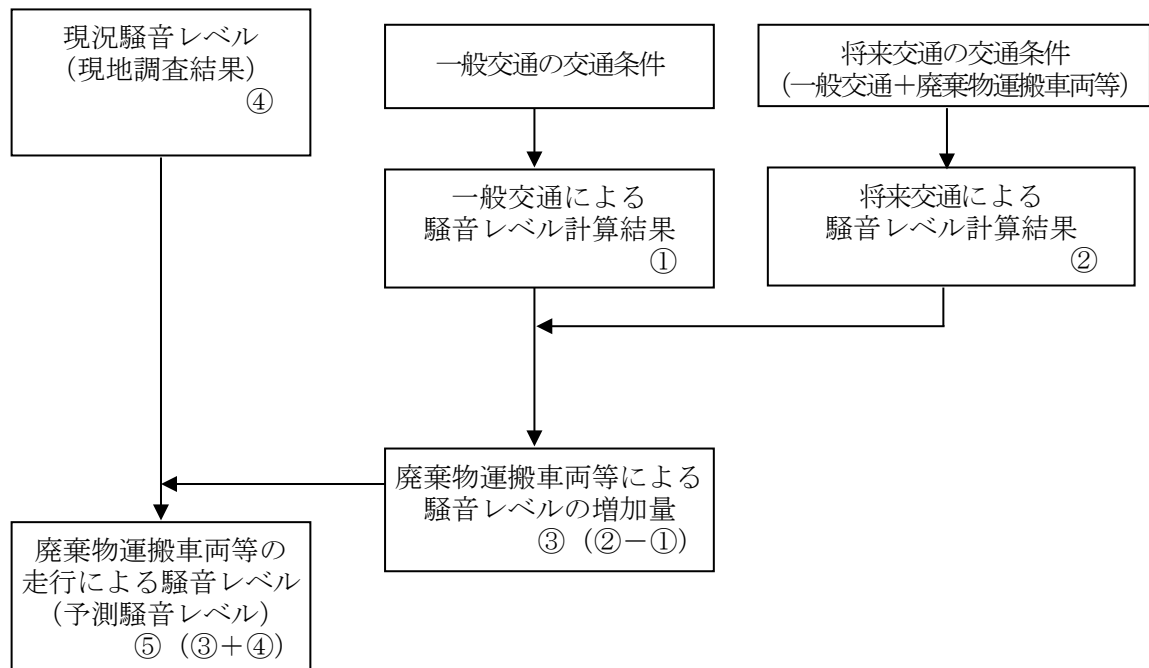 現況騒音レベル
(現地調査結果)
④
一般交通の交通条件
将来交通の交通条件
(一般交通+廃棄物運搬車両等)
一般交通による
騒音レベル計算結果
①
将来交通による
騒音レベル計算結果
②
廃棄物運搬車両等による
騒音レベルの増加量
③(②-①)
廃棄物運搬車両等の
走行による騒音レベル
(予測騒音レベル)
⑤(③+④)